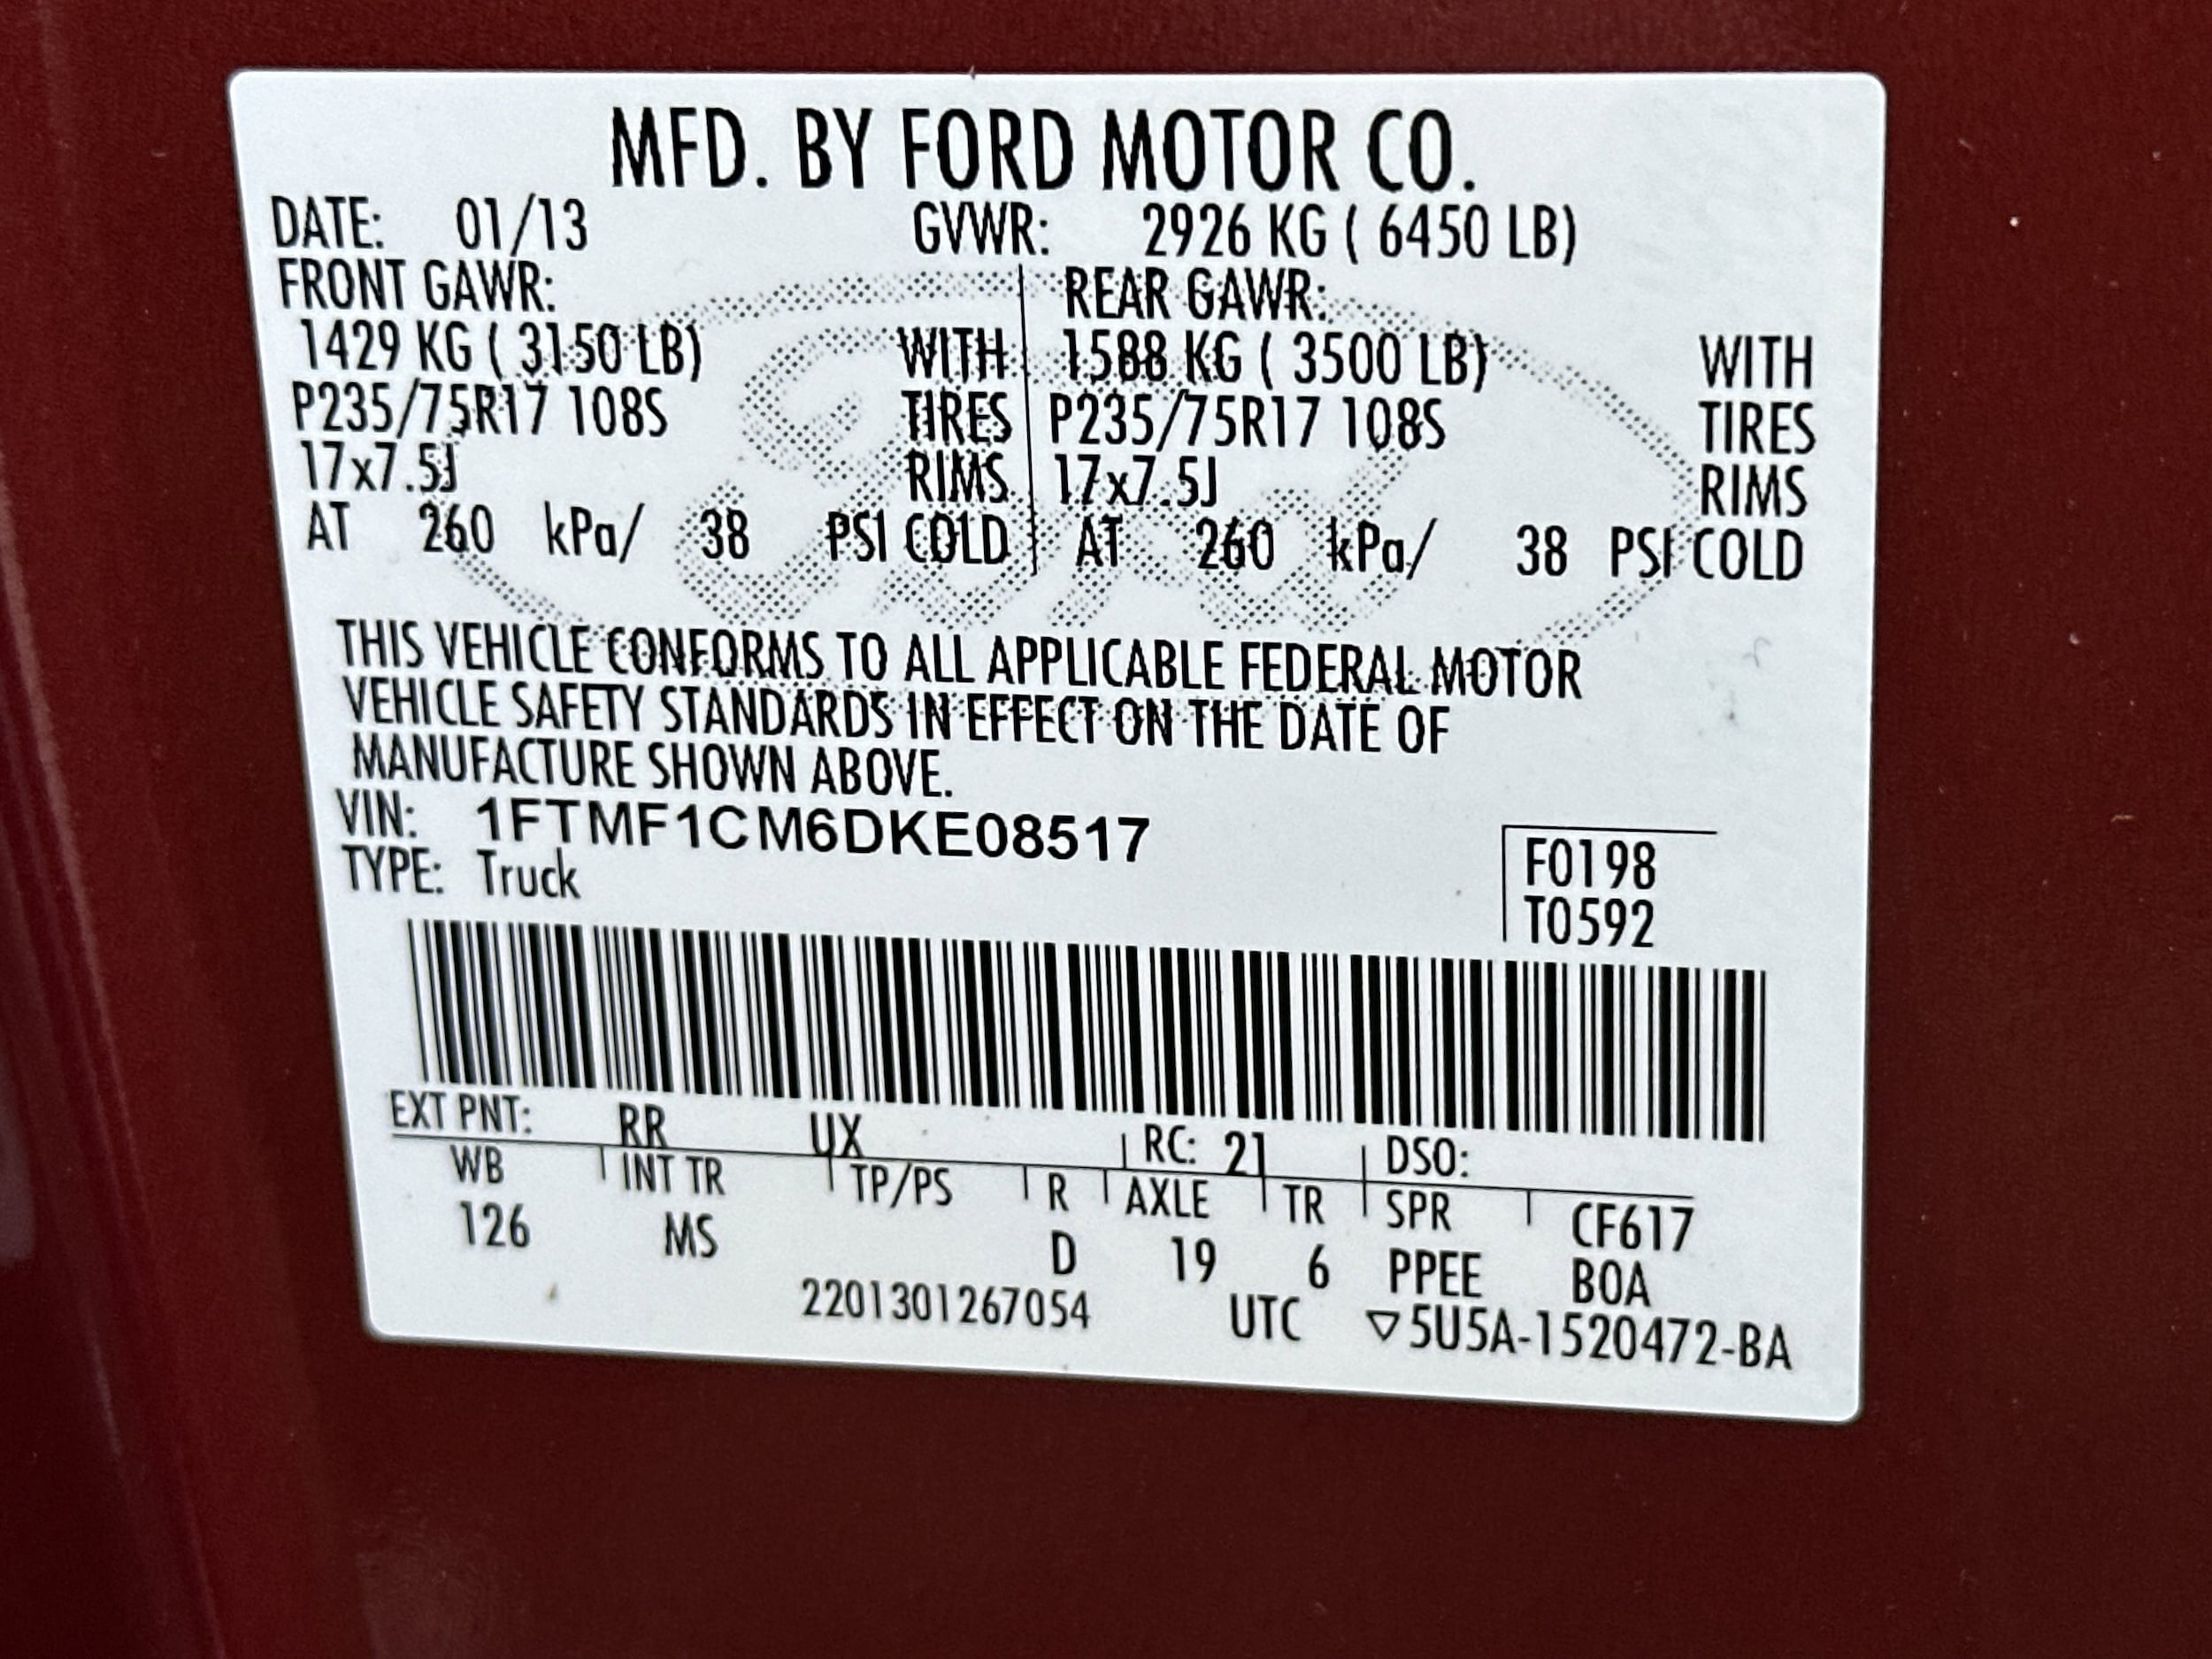 MFD. BY FORD MOTOR CO.
DATE: 01/13 GVWR: 2926 KG ( 6450 LB)
FRONT GAWR: REAR GAWR:
1429 KG ( 3150 LB) WITH 1588 KG ( 3500 LB) WITH
P235/75R17 108S TIRES P235/75R17 108S TIRES
17x7.5J RIMS 17x7.5J RIMS
AT 260 kPa/ 38 PSI COLD AT 260 kPa/ 38 PSI COLD
Ford
THIS VEHICLE CONFORMS TO ALL APPLICABLE FEDERAL MOTOR
VEHICLE SAFETY STANDARDS IN EFFECT ON THE DATE OF
MANUFACTURE SHOWN ABOVE.
VIN: 1FTMF1CM6DKE08517
TYPE: Truck
F0198
T0592
EXT PNT: RR UX RC: 21 DSO:
WB INT TR TP/PS R AXLE TR SPR CF617
126 MS D 19 6 PPEE BOA
2201301267054 UTC ▽5U5A-1520472-BA